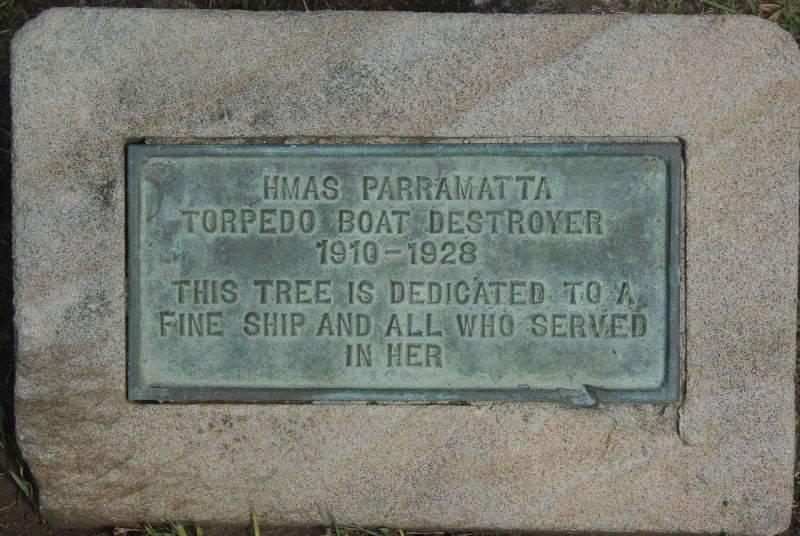 HMAS PARRAMATTA
TORPEDO BOAT DESTROYER
1910-1928
THIS TREE IS DEDICATED TO A
FINE SHIP AND ALL WHO SERVED
IN HER